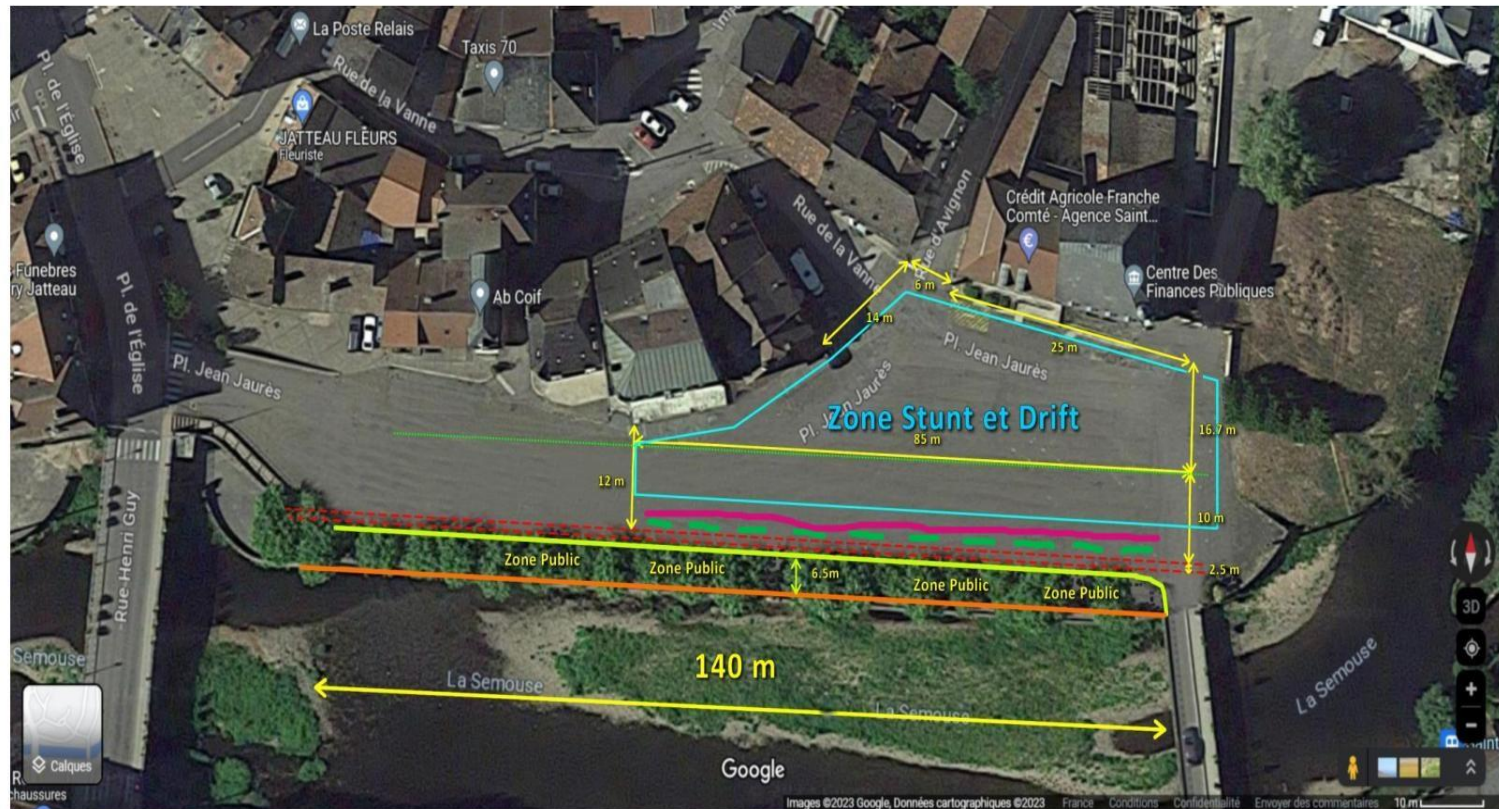 La Poste Relais
Taxis 70
Pl. de l'Église
Rue de la Vanne
JATTEAU FLEURS
Fleuriste
Rue d'Avignon
Crédit Agricole Franche
Comté - Agence Saint...
Rue de la Vanne
Funebres
ry Jatteau
Pl. de l'Église
Ab Coif
Centre Des
Finances Publiques
6 m
14 m
25 m
Pl. Jean Jaurès
Pl. Jean Jaurès
Pl. Jean Jaurès
Zone Stunt et Drift
85 m
16.7 m
12 m
10 m
Rue Henri Guy
Zone Public
Zone Public
6.5m
Zone Public
Zone Public
2.5 m
3D
Semouse
140 m
La Semouse
La Semouse
La Semouse
Calques
Google
chaussures
Images ©2023 Google, Données cartographiques ©2023
France
Conditions
Confidentialité
Envoyer des commentaires
10 m